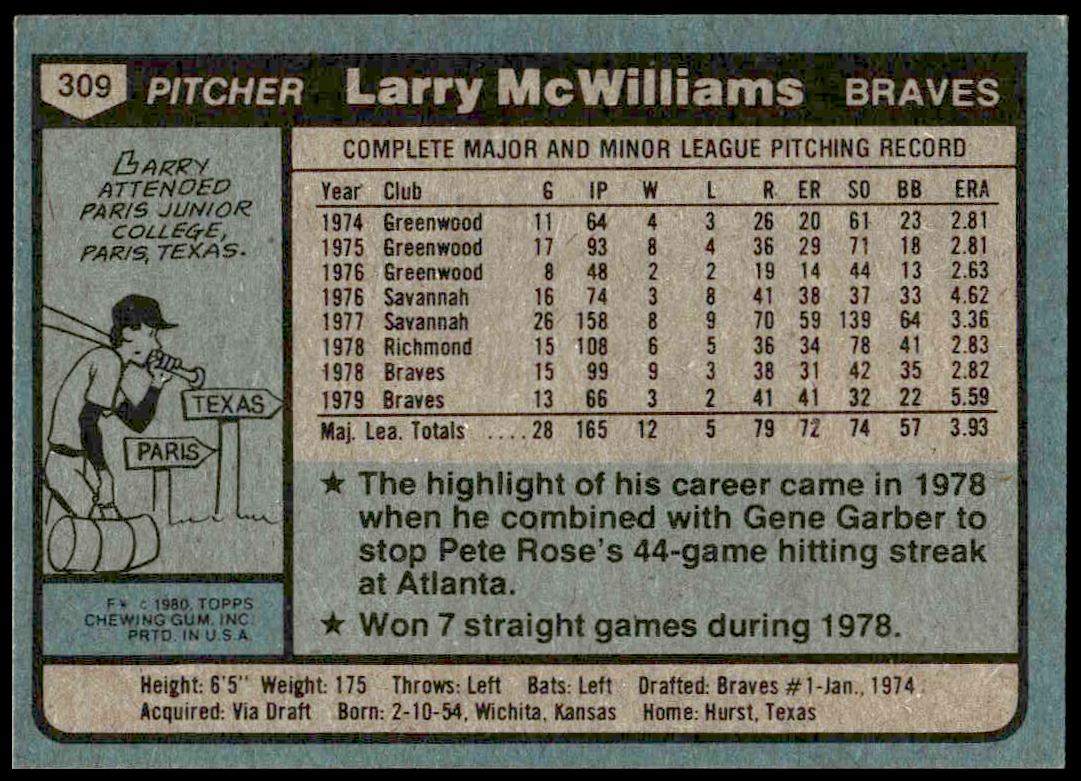 309 PITCHER Larry McWilliams BRAVES
LARRY
ATTENDED
PARIS JUNIOR
COLLEGE,
PARIS, TEXAS.
TEXAS
PARIS
F** © 1980, TOPPS
CHEWING GUM, INC.
PRTD. IN U.S.A.
COMPLETE MAJOR AND MINOR LEAGUE PITCHING RECORD
Year Club G IP W L R ER SO BB ERA
1974 Greenwood 11 64 4 3 26 20 61 23 2.81
1975 Greenwood 17 93 8 4 36 29 71 18 2.81
1976 Greenwood 8 48 2 2 19 14 44 13 2.63
1976 Savannah 16 74 3 8 41 38 37 33 4.62
1977 Savannah 26 158 8 9 70 59 139 64 3.36
1978 Richmond 15 108 6 5 36 34 78 41 2.83
1978 Braves 15 99 9 3 38 31 42 35 2.82
1979 Braves 13 66 3 2 41 41 32 22 5.59
Maj. Lea. Totals ....28 165 12 5 79 72 74 57 3.93
★ The highlight of his career came in 1978
when he combined with Gene Garber to
stop Pete Rose's 44-game hitting streak
at Atlanta.
★ Won 7 straight games during 1978.
Height: 6'5" Weight: 175 Throws: Left Bats: Left Drafted: Braves #1-Jan., 1974.
Acquired: Via Draft Born: 2-10-54, Wichita, Kansas Home: Hurst, Texas